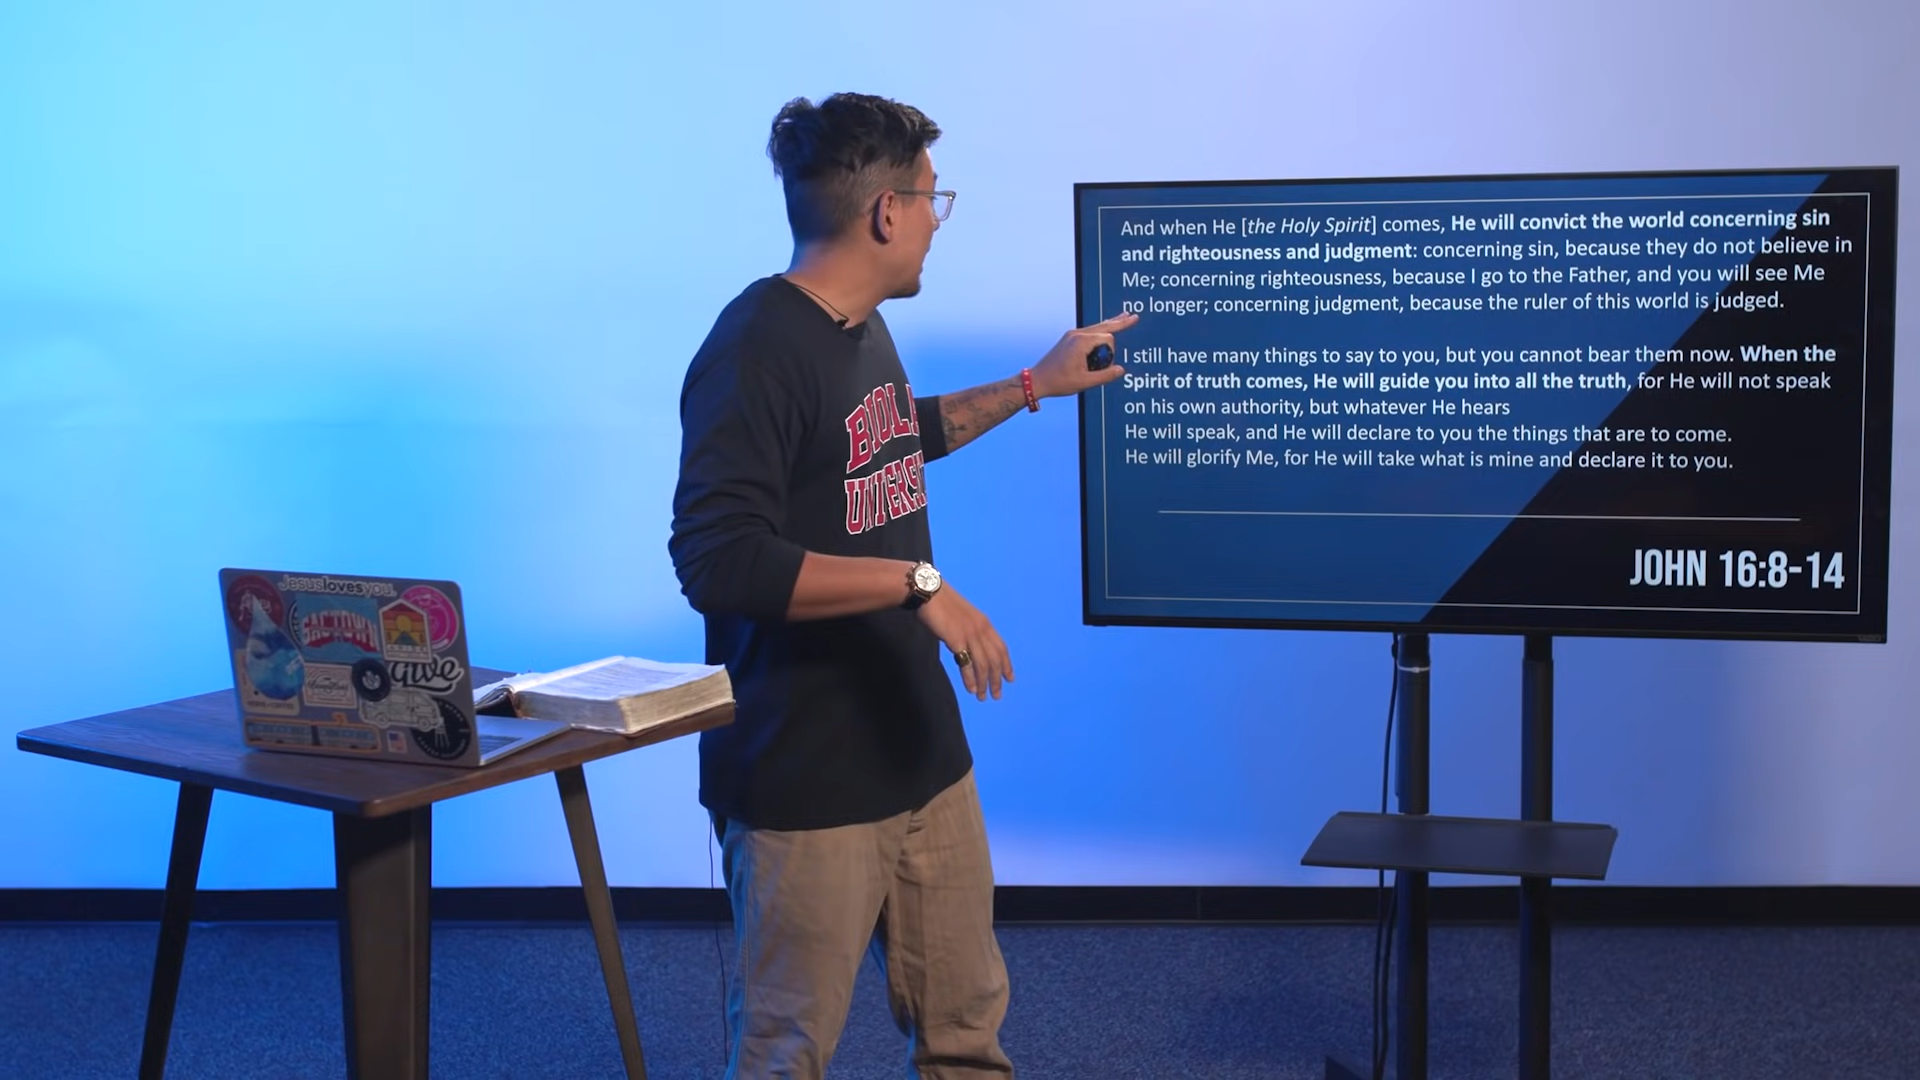 And when He [the Holy Spirit] comes, He will convict the world concerning sin
and righteousness and judgment: concerning sin, because they do not believe in
Me; concerning righteousness, because I go to the Father, and you will see Me
no longer; concerning judgment, because the ruler of this world is judged.
I still have many things to say to you, but you cannot bear them now. When the
Spirit of truth comes, He will guide you into all the truth, for He will not speak
on his own authority, but whatever He hears
He will speak, and He will declare to you the things that are to come.
He will glorify Me, for He will take what is mine and declare it to you.
JOHN 16:8-14
Jesuslovesyou.
SACTOWN
Give